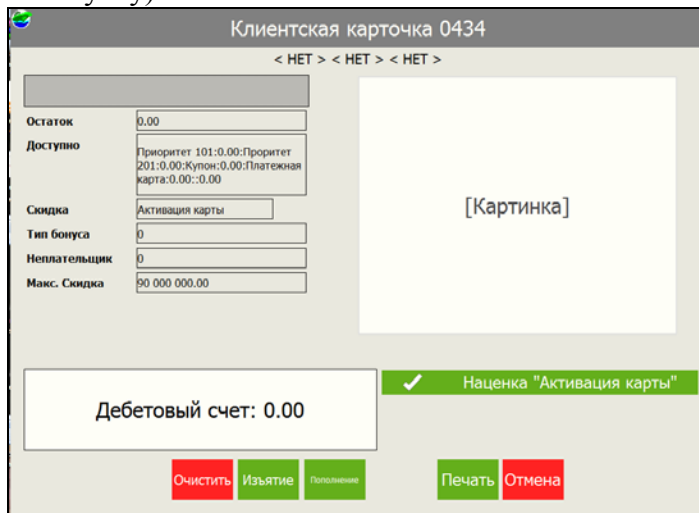 Клиентская карточка 0434
< НЕТ > < НЕТ > < НЕТ >
Остаток 0.00
Доступно Приоритет 101:0.00:Проритет
201:0.00:Купон:0.00:Платежная
карта:0.00::0.00
Скидка Активация карты
Тип бонуса 0
Неплательщик 0
Макс. Скидка 90 000 000.00
[Картинка]
Наценка "Активация карты"
Дебетовый счет: 0.00
Очистить Изъятие Пополнение Печать Отмена